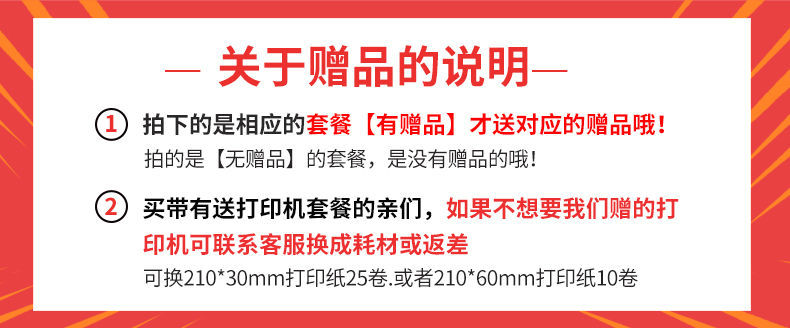 — 关于赠品的说明 —
1 拍下的是相应的套餐【有赠品】才送对应的赠品哦！
拍的是【无赠品】的套餐，是没有赠品的哦！
2 买带有送打印机套餐的亲们，如果不想要我们赠的打
印机可联系客服换成耗材或返差
可换210*30mm打印纸25卷.或者210*60mm打印纸10卷